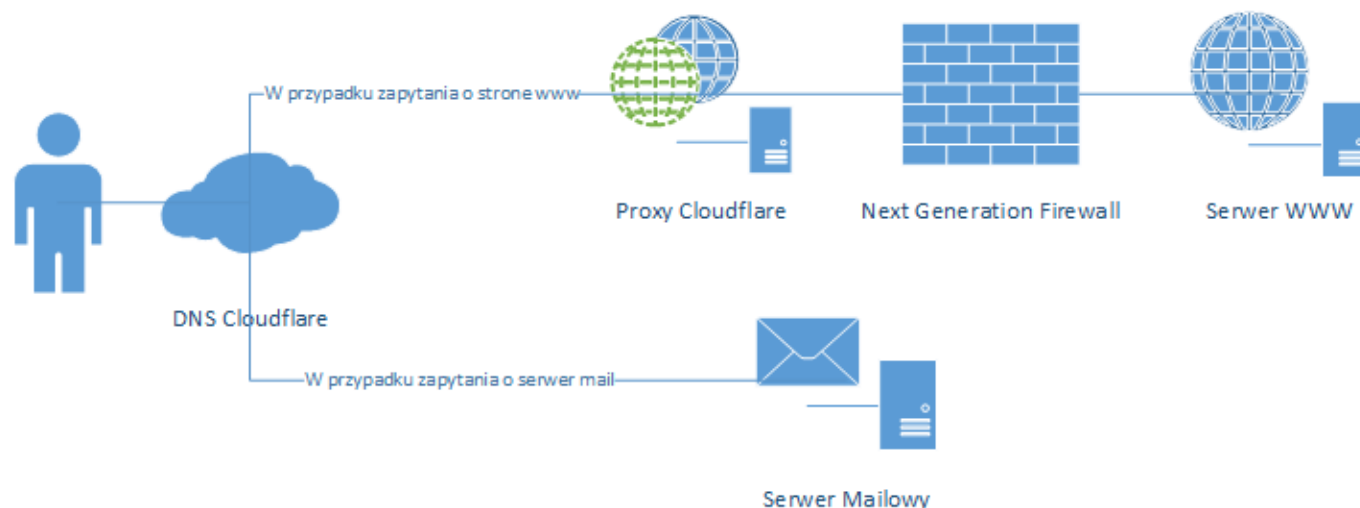 W przypadku zapytania o strone www
Proxy Cloudflare
Next Generation Firewall
Serwer WWW
DNS Cloudflare
W przypadku zapytania o serwer mail
Serwer Mailowy